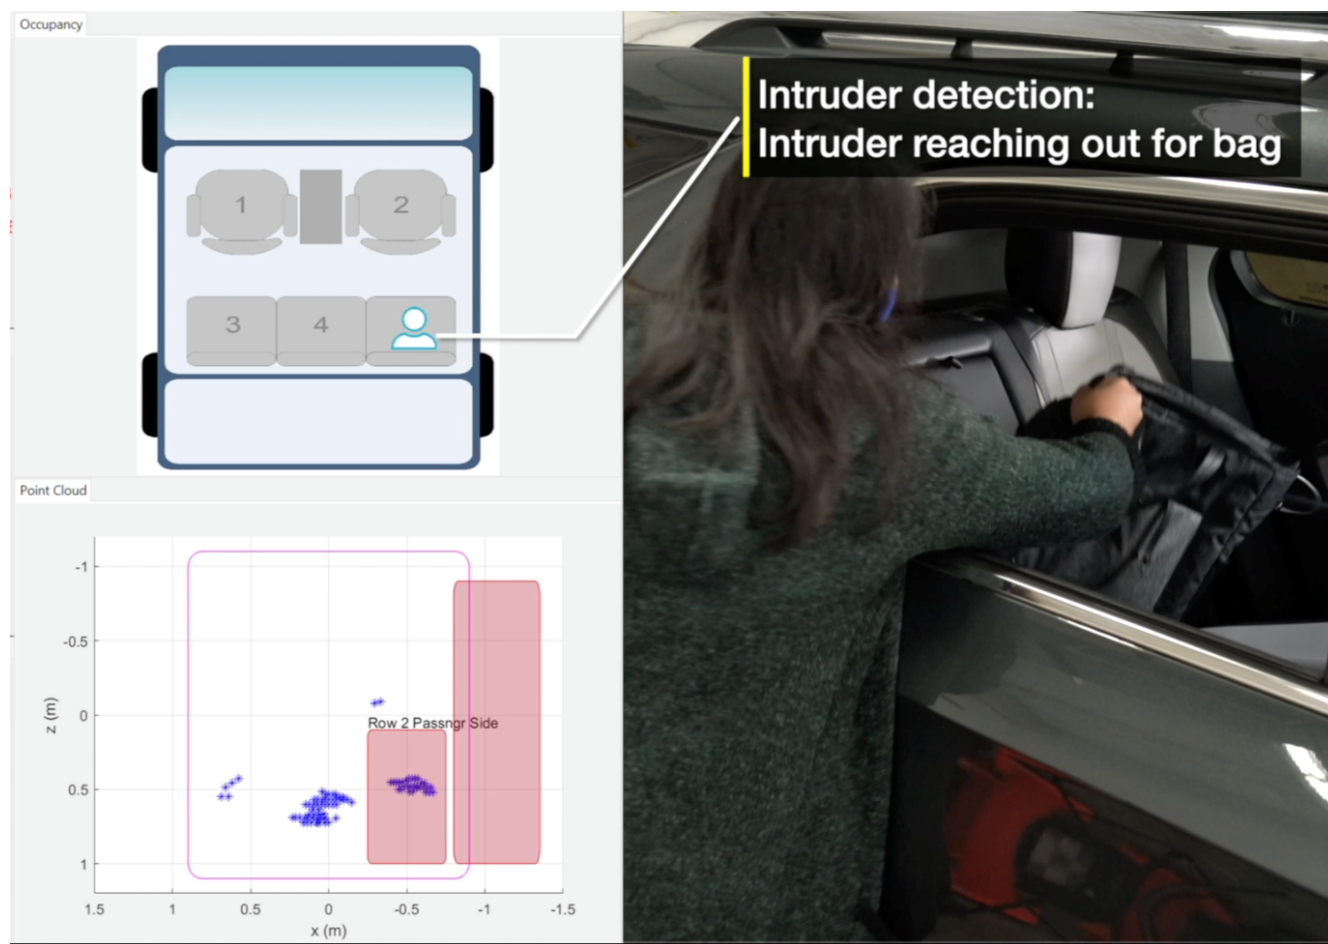 Occupancy
Intruder detection:
Intruder reaching out for bag
1
2
3
4
Point Cloud
-1
-0.5
0
0.5
1
z (m)
Row 2 Passngr Side
1.5
1
0.5
0
-0.5
-1
-1.5
x (m)